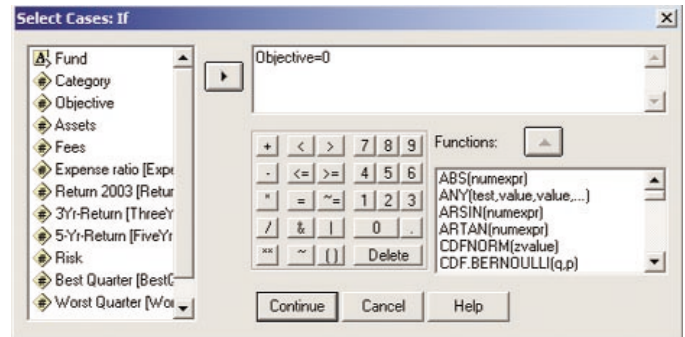 Select Cases: If
Fund
Category
Objective
Assets
Fees
Expense ratio [Expe
Return 2003 [Retur
3Yr-Return [ThreeY
5-Yr-Return [FiveYr
Risk
Best Quarter [BestQ
Worst Quarter [Wor
Objective=0
+ < > 7 8 9
- <= >= 4 5 6
* = ~= 1 2 3
/ & | 0 .
** ~ () Delete
Functions:
ABS(numexpr)
ANY(test,value,value,...)
ARSIN(numexpr)
ARTAN(numexpr)
CDFNORM(zvalue)
CDF.BERNOULLI(q,p)
Continue Cancel Help